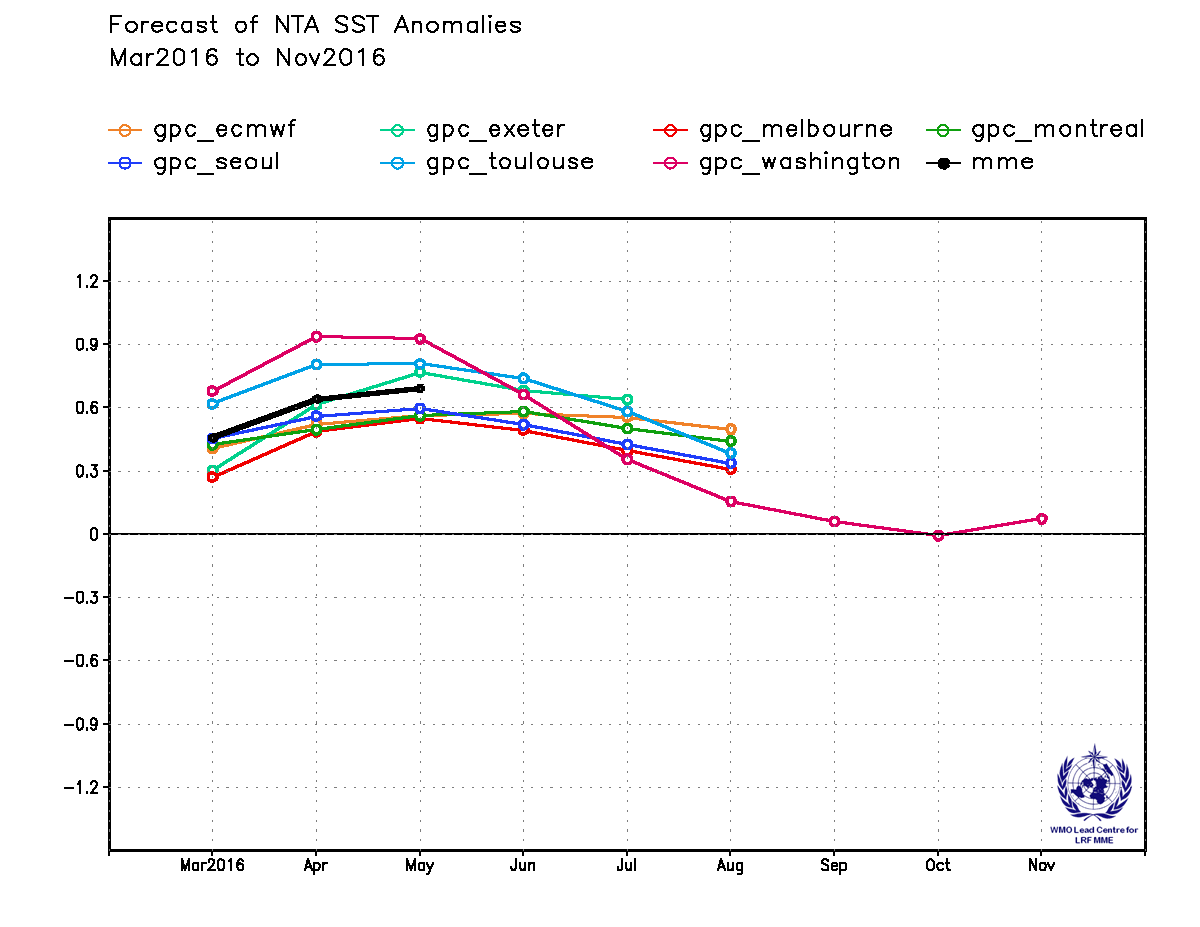 Forecast of NTA SST Anomalies
Mar2016 to Nov2016
gpc_ecmwf gpc_exeter gpc_melbourne gpc_montreal
gpc_seoul gpc_toulouse gpc_washington mme
1.2
0.9
0.6
0.3
0
−0.3
−0.6
−0.9
−1.2
WMO Lead Centre for
LRF MME
Mar2016 Apr May Jun Jul Aug Sep Oct Nov